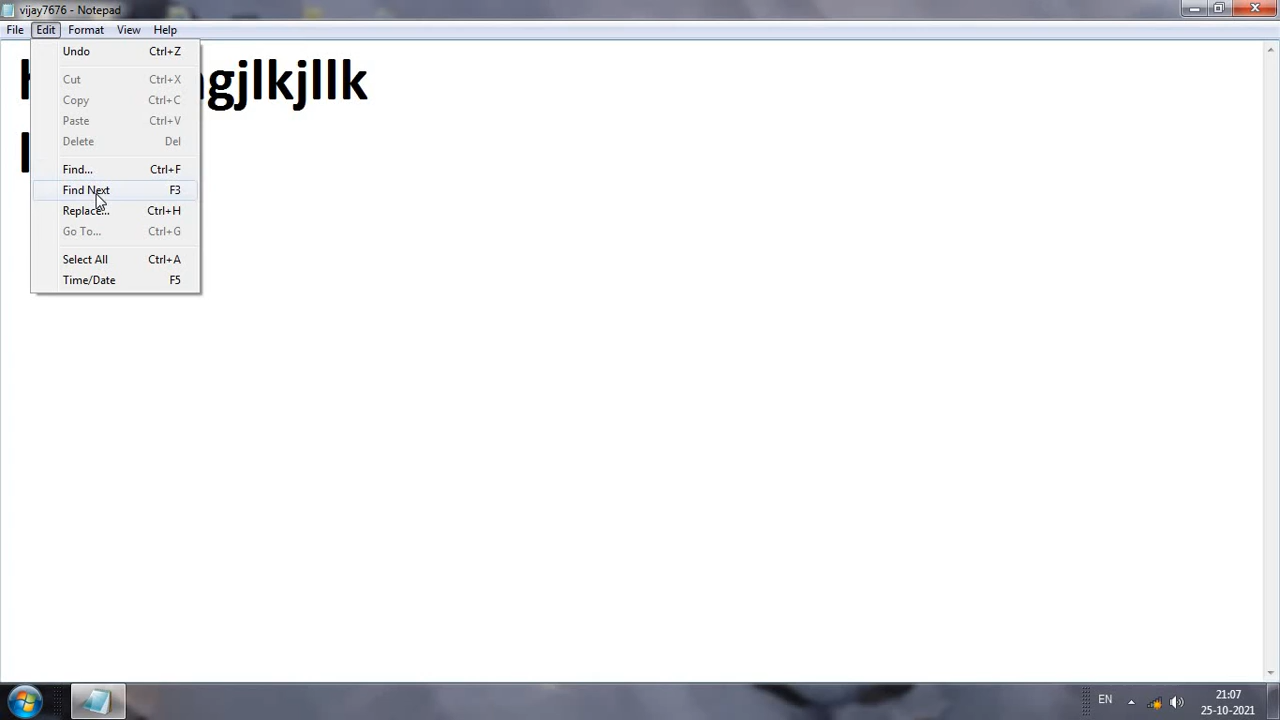 vijay7676 - Notepad
File Edit Format View Help
Undo Ctrl+Z
Cut Ctrl+X
Copy Ctrl+C
Paste Ctrl+V
Delete Del
Find... Ctrl+F
Find Next F3
Replace... Ctrl+H
Go To... Ctrl+G
Select All Ctrl+A
Time/Date F5
gjlkjllk
EN 21:07
25-10-2021